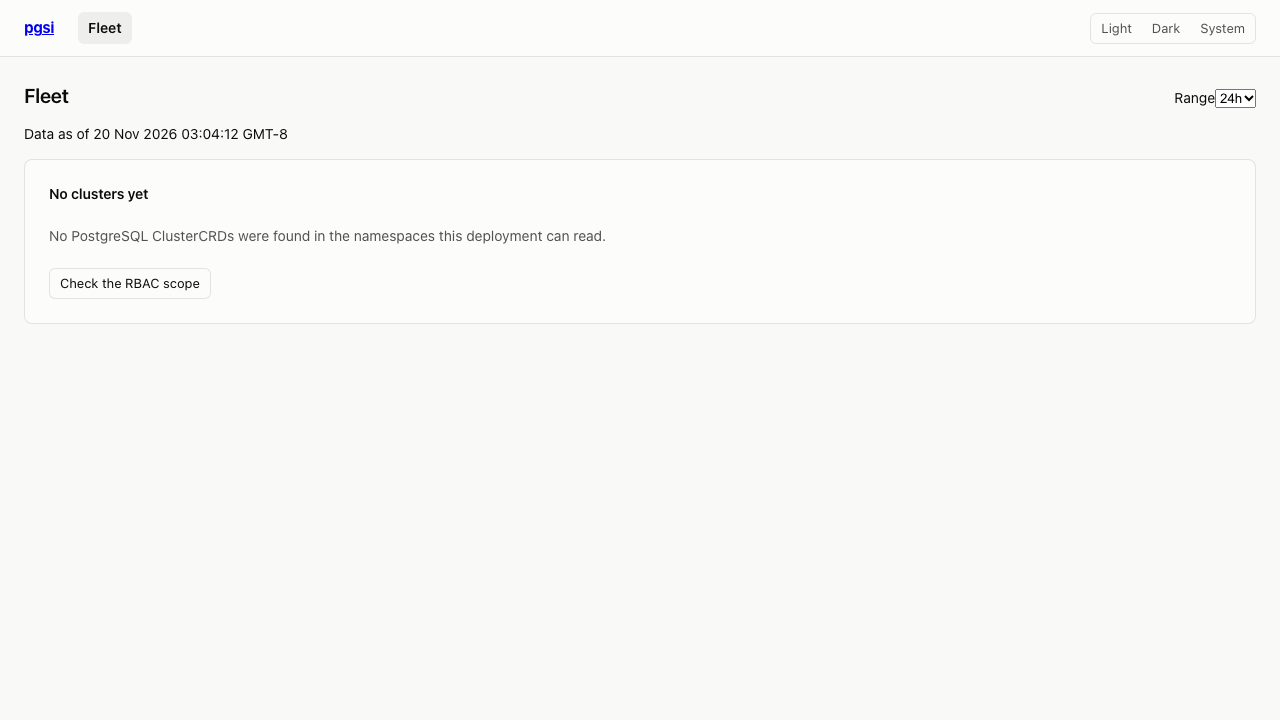 pgsi
Fleet
Light Dark System
Fleet
Range 24h
Data as of 20 Nov 2026 03:04:12 GMT-8
No clusters yet
No PostgreSQL ClusterCRDs were found in the namespaces this deployment can read.
Check the RBAC scope